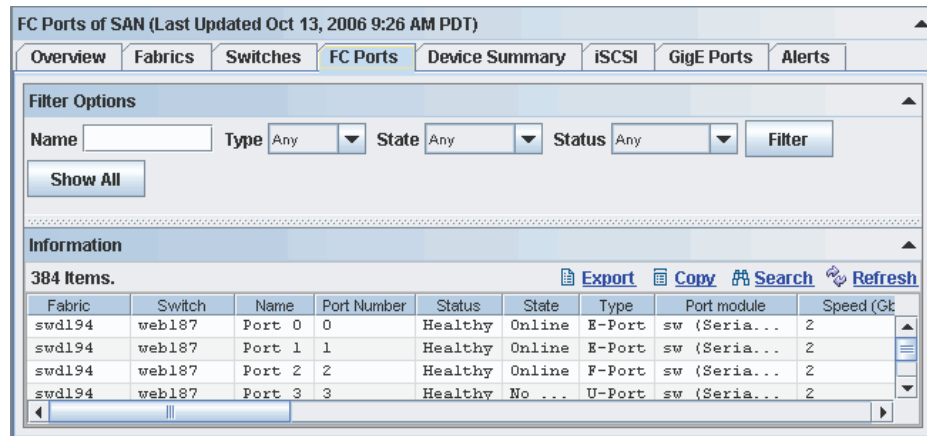 FC Ports of SAN (Last Updated Oct 13, 2006 9:26 AM PDT)
Overview Fabrics Switches FC Ports Device Summary iSCSI GigE Ports Alerts
Filter Options
Name Type Any State Any Status Any Filter
Show All
Information
384 Items. Export Copy Search Refresh
Fabric Switch Name Port Number Status State Type Port module Speed (Gb
swd194 web187 Port 0 0 Healthy Online E-Port sw (Seria... 2
swd194 web187 Port 1 1 Healthy Online E-Port sw (Seria... 2
swd194 web187 Port 2 2 Healthy Online F-Port sw (Seria... 2
swd194 web187 Port 3 3 Healthy No ... U-Port sw (Seria... 2